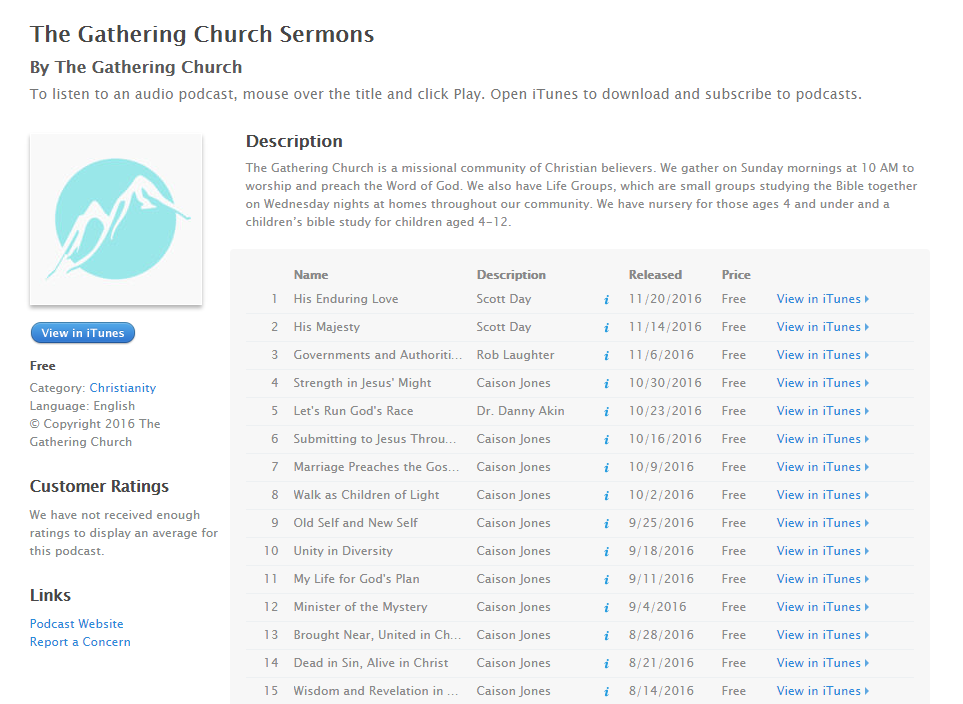 The Gathering Church Sermons
By The Gathering Church
To listen to an audio podcast, mouse over the title and click Play. Open iTunes to download and subscribe to podcasts.
View in iTunes
Free
Category: Christianity
Language: English
© Copyright 2016 The
Gathering Church
Customer Ratings
We have not received enough
ratings to display an average for
this podcast.
Links
Podcast Website
Report a Concern
Description
The Gathering Church is a missional community of Christian believers. We gather on Sunday mornings at 10 AM to
worship and preach the Word of God. We also have Life Groups, which are small groups studying the Bible together
on Wednesday nights at homes throughout our community. We have nursery for those ages 4 and under and a
children's bible study for children aged 4-12.
Name Description Released Price
1 His Enduring Love Scott Day i 11/20/2016 Free View in iTunes
2 His Majesty Scott Day i 11/14/2016 Free View in iTunes
3 Governments and Authoriti... Rob Laughter i 11/6/2016 Free View in iTunes
4 Strength in Jesus' Might Caison Jones i 10/30/2016 Free View in iTunes
5 Let's Run God's Race Dr. Danny Akin i 10/23/2016 Free View in iTunes
6 Submitting to Jesus Throu... Caison Jones i 10/16/2016 Free View in iTunes
7 Marriage Preaches the Gos... Caison Jones i 10/9/2016 Free View in iTunes
8 Walk as Children of Light Caison Jones i 10/2/2016 Free View in iTunes
9 Old Self and New Self Caison Jones i 9/25/2016 Free View in iTunes
10 Unity in Diversity Caison Jones i 9/18/2016 Free View in iTunes
11 My Life for God's Plan Caison Jones i 9/11/2016 Free View in iTunes
12 Minister of the Mystery Caison Jones i 9/4/2016 Free View in iTunes
13 Brought Near, United in Ch... Caison Jones i 8/28/2016 Free View in iTunes
14 Dead in Sin, Alive in Christ Caison Jones i 8/21/2016 Free View in iTunes
15 Wisdom and Revelation in ... Caison Jones i 8/14/2016 Free View in iTunes